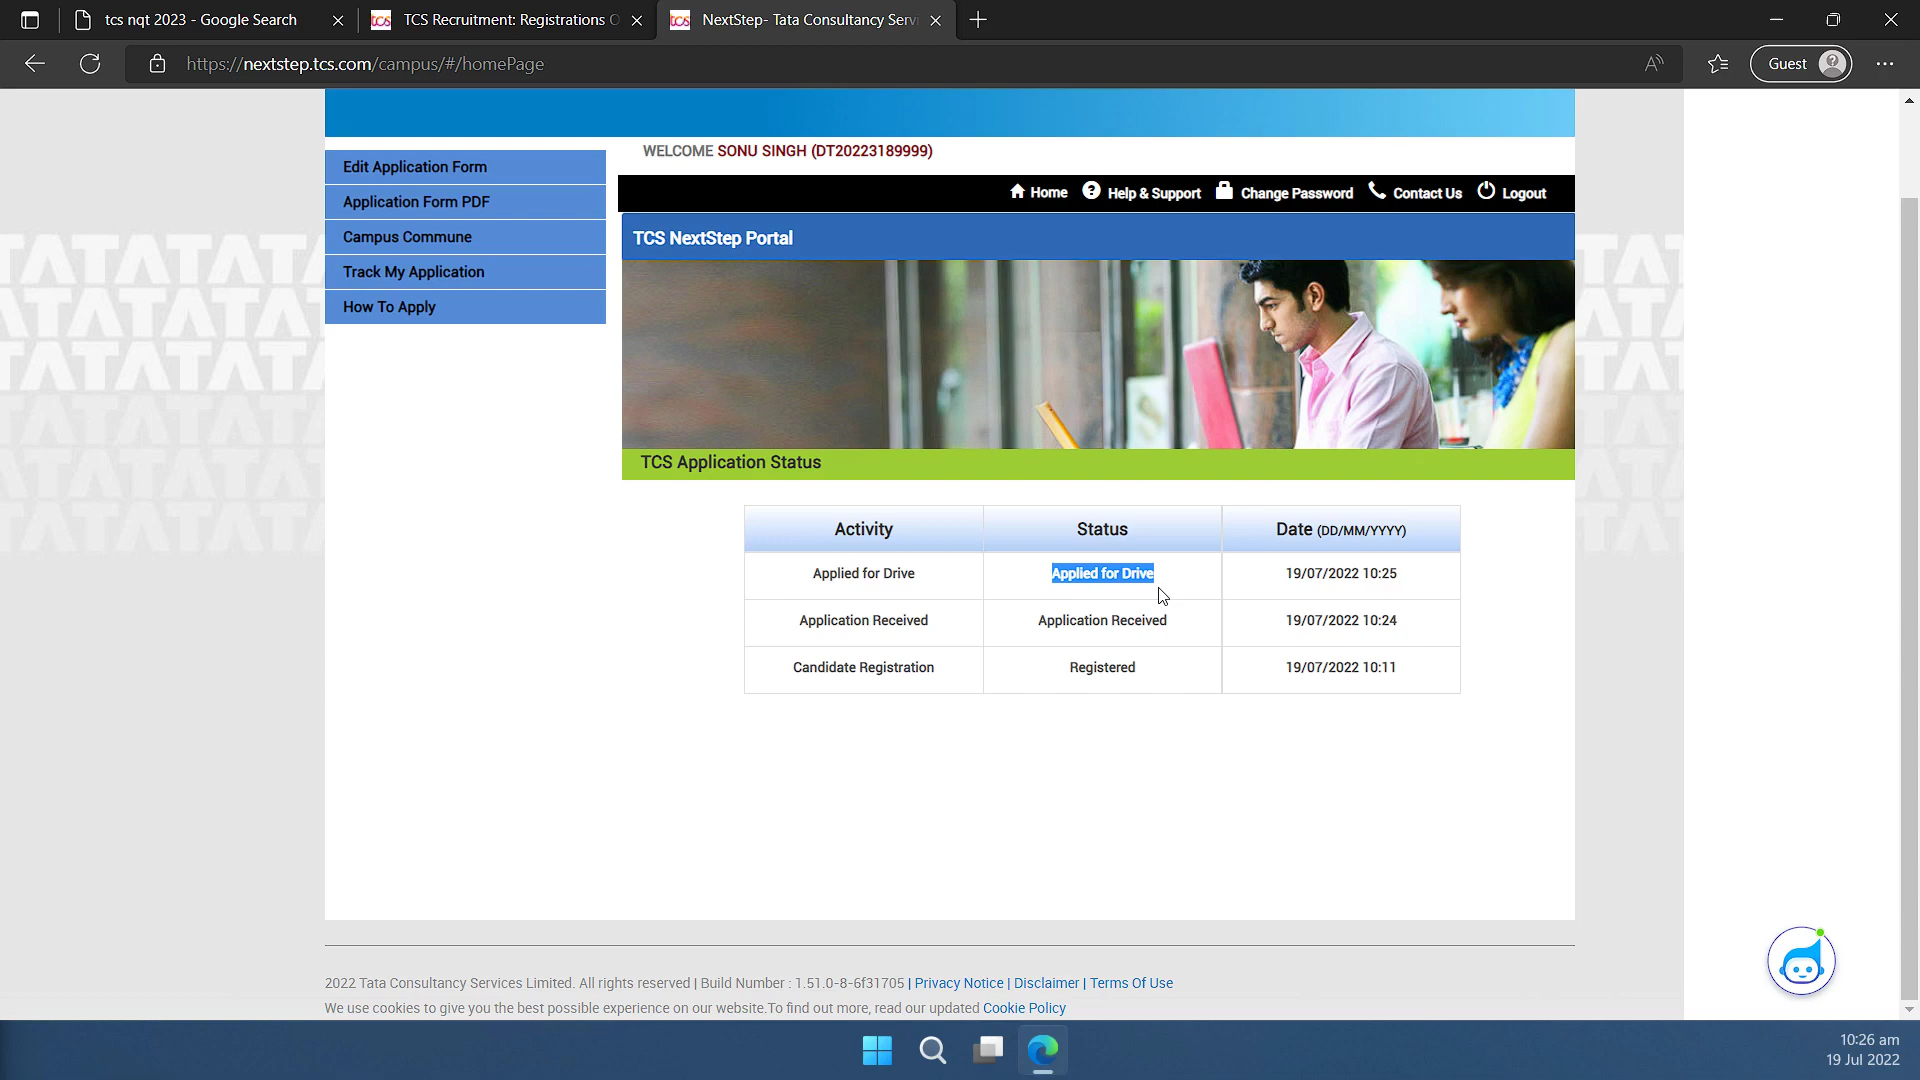 tcs nqt 2023 - Google Search
TCS Recruitment: Registrations O
NextStep- Tata Consultancy Serv
https://nextstep.tcs.com/campus/#/homePage
Guest
WELCOME SONU SINGH (DT20223189999)
Edit Application Form
Application Form PDF
Campus Commune
Track My Application
How To Apply
Home Help & Support Change Password Contact Us Logout
TCS NextStep Portal
TCS Application Status
Activity Status Date (DD/MM/YYYY)
Applied for Drive Applied for Drive 19/07/2022 10:25
Application Received Application Received 19/07/2022 10:24
Candidate Registration Registered 19/07/2022 10:11
2022 Tata Consultancy Services Limited. All rights reserved | Build Number : 1.51.0-8-6f31705 | Privacy Notice | Disclaimer | Terms Of Use
We use cookies to give you the best possible experience on our website.To find out more, read our updated Cookie Policy
10:26 am
19 Jul 2022